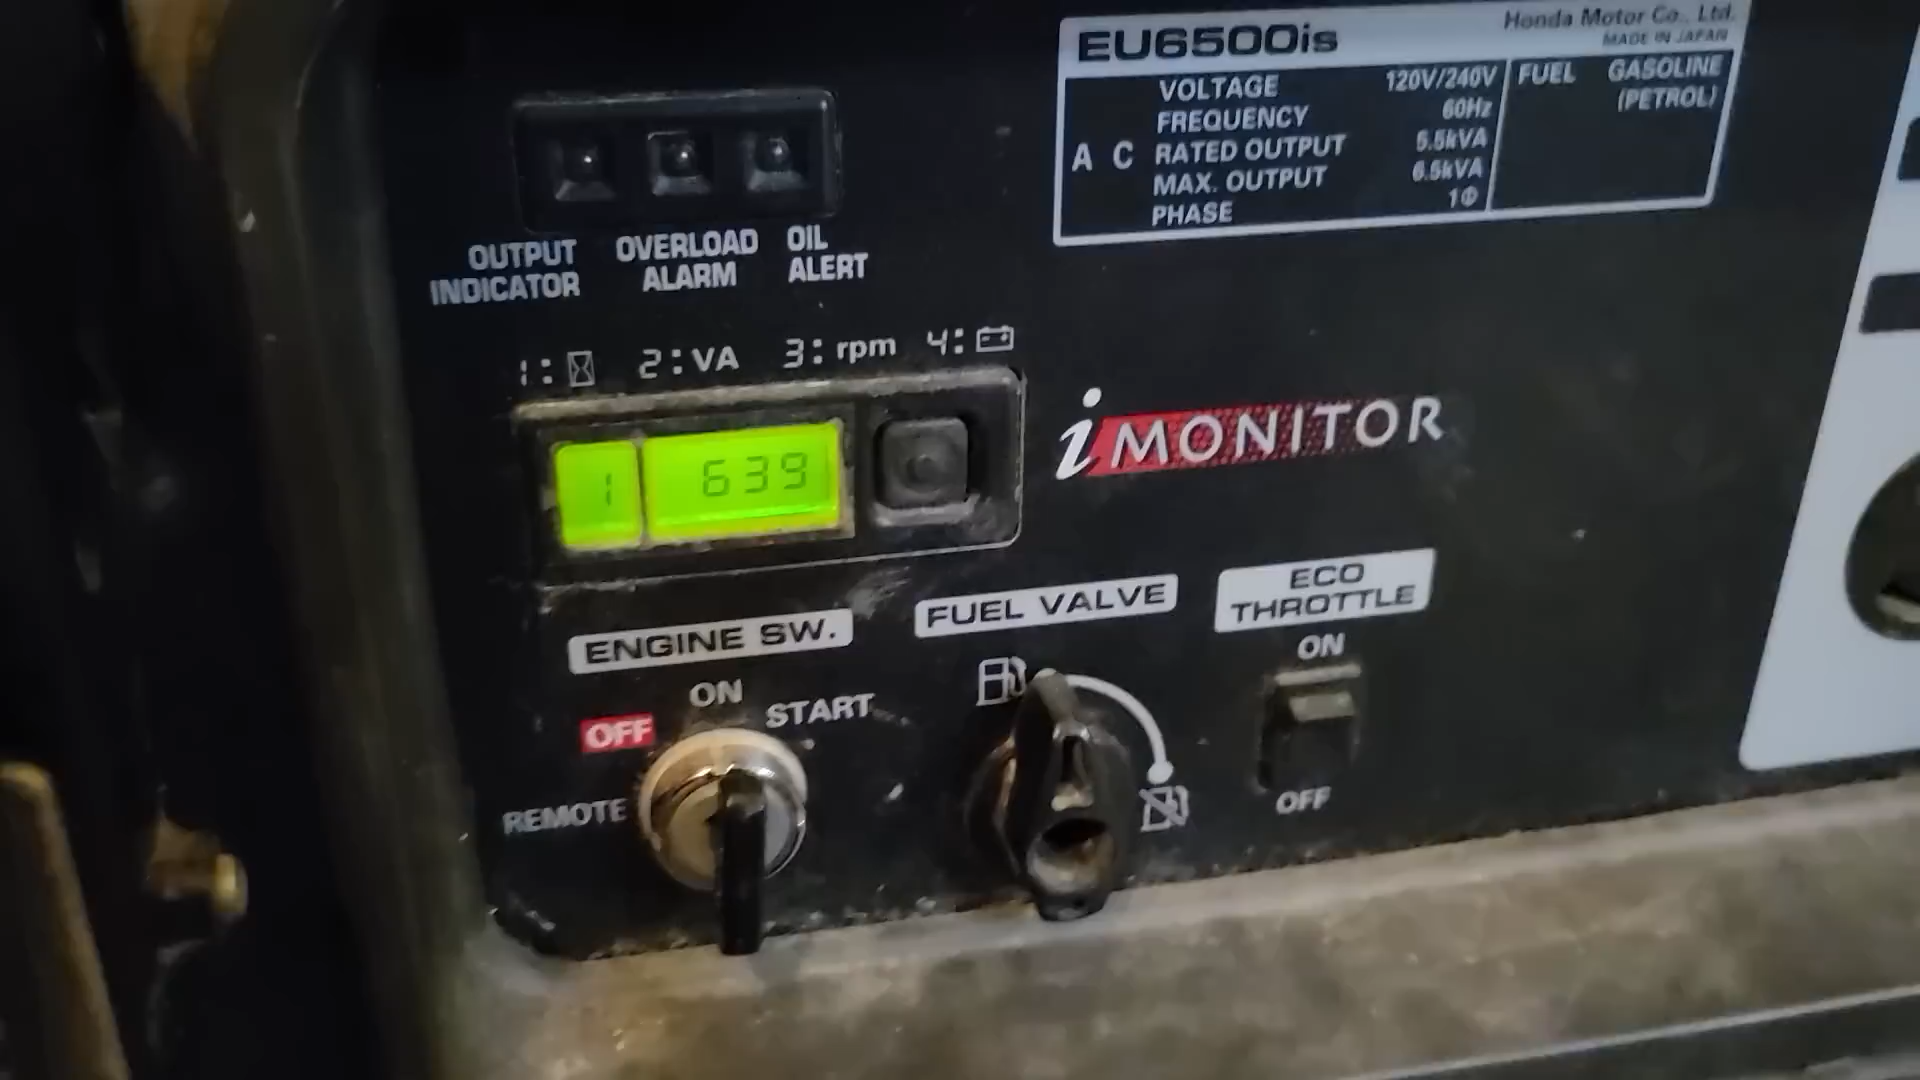 EU6500is
Honda Motor Co., Ltd.
MADE IN JAPAN
VOLTAGE 120V/240V
FREQUENCY 60Hz
A C RATED OUTPUT 5.5kVA
MAX. OUTPUT 6.5kVA
PHASE 1Φ
FUEL GASOLINE
(PETROL)
OUTPUT
INDICATOR
OVERLOAD
ALARM
OIL
ALERT
1: 2:VA 3:rpm 4:
1 639
i MONITOR
ENGINE SW.
FUEL VALVE
ECO
THROTTLE
ON
OFF
REMOTE
OFF
ON
START